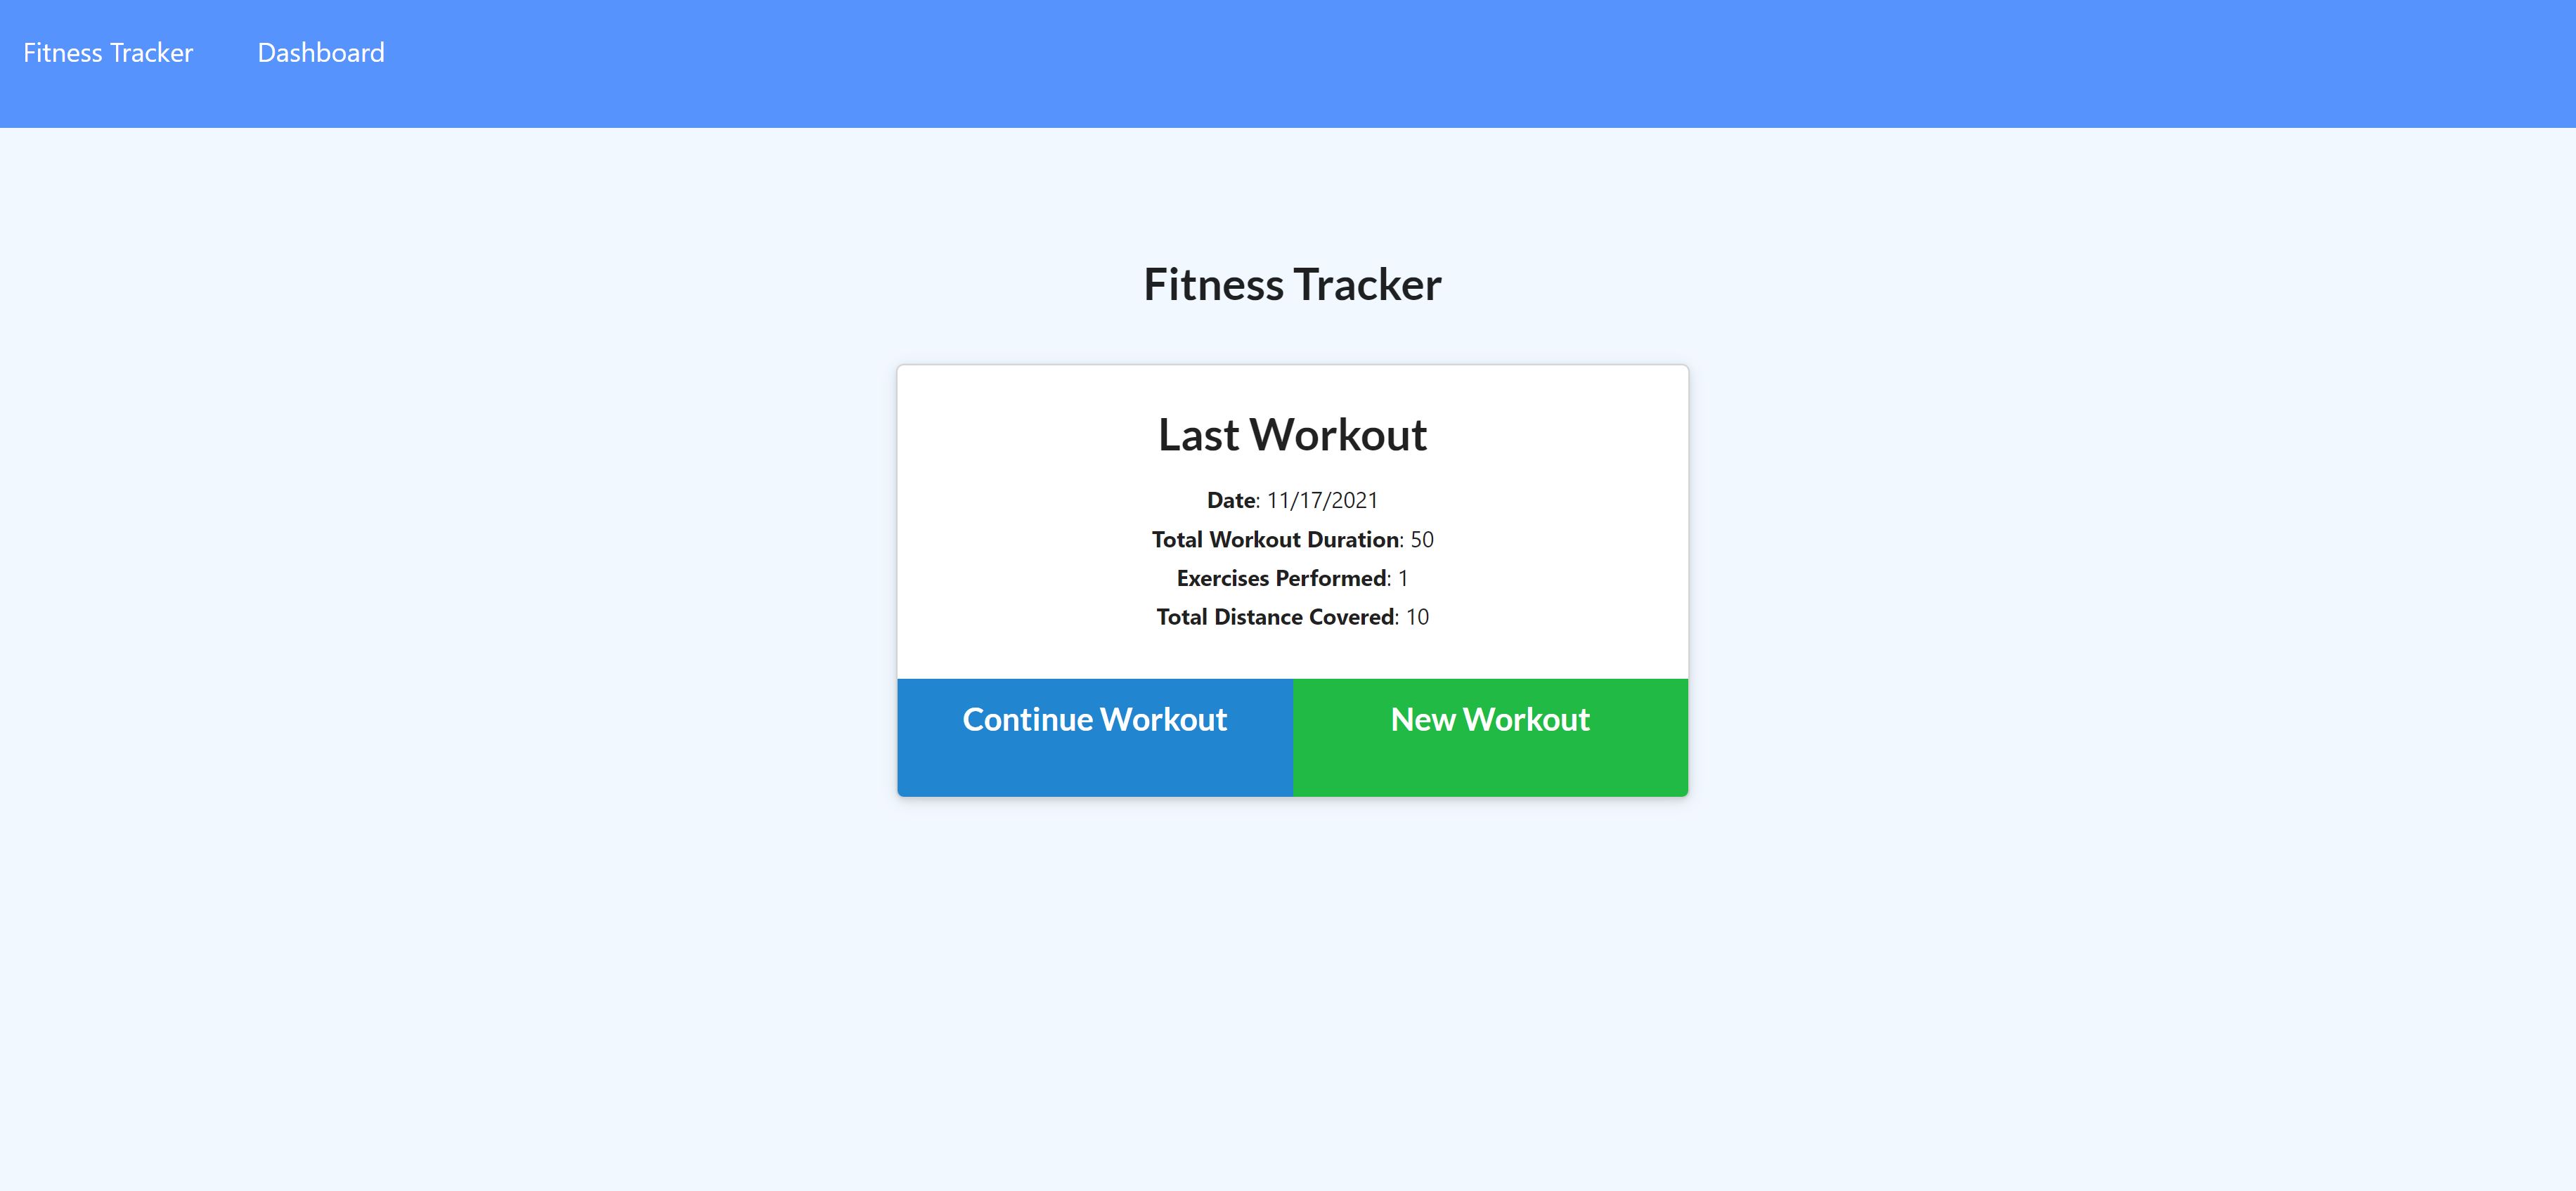 Fitness Tracker Dashboard
Fitness Tracker
Last Workout
Date: 11/17/2021
Total Workout Duration: 50
Exercises Performed: 1
Total Distance Covered: 10
Continue Workout New Workout